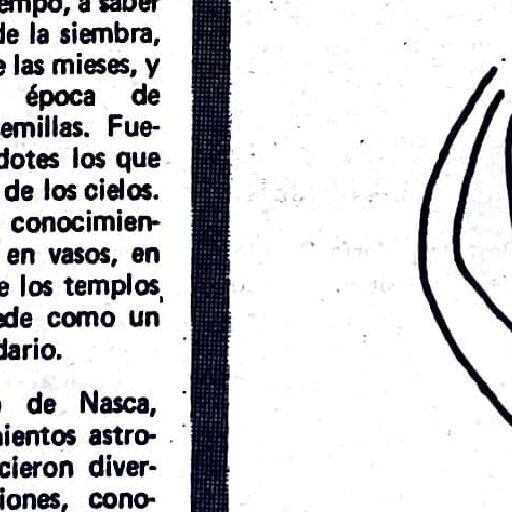 empo, a saber
de la siembra,
e las mieses, y
época de
emillas. Fue-
dotes los que
de los cielos.
conocimien-
en vasos, en
e los templos,
ede como un
dario.
de Nasca,
nientos astro-
cieron diver-
iones, cono-